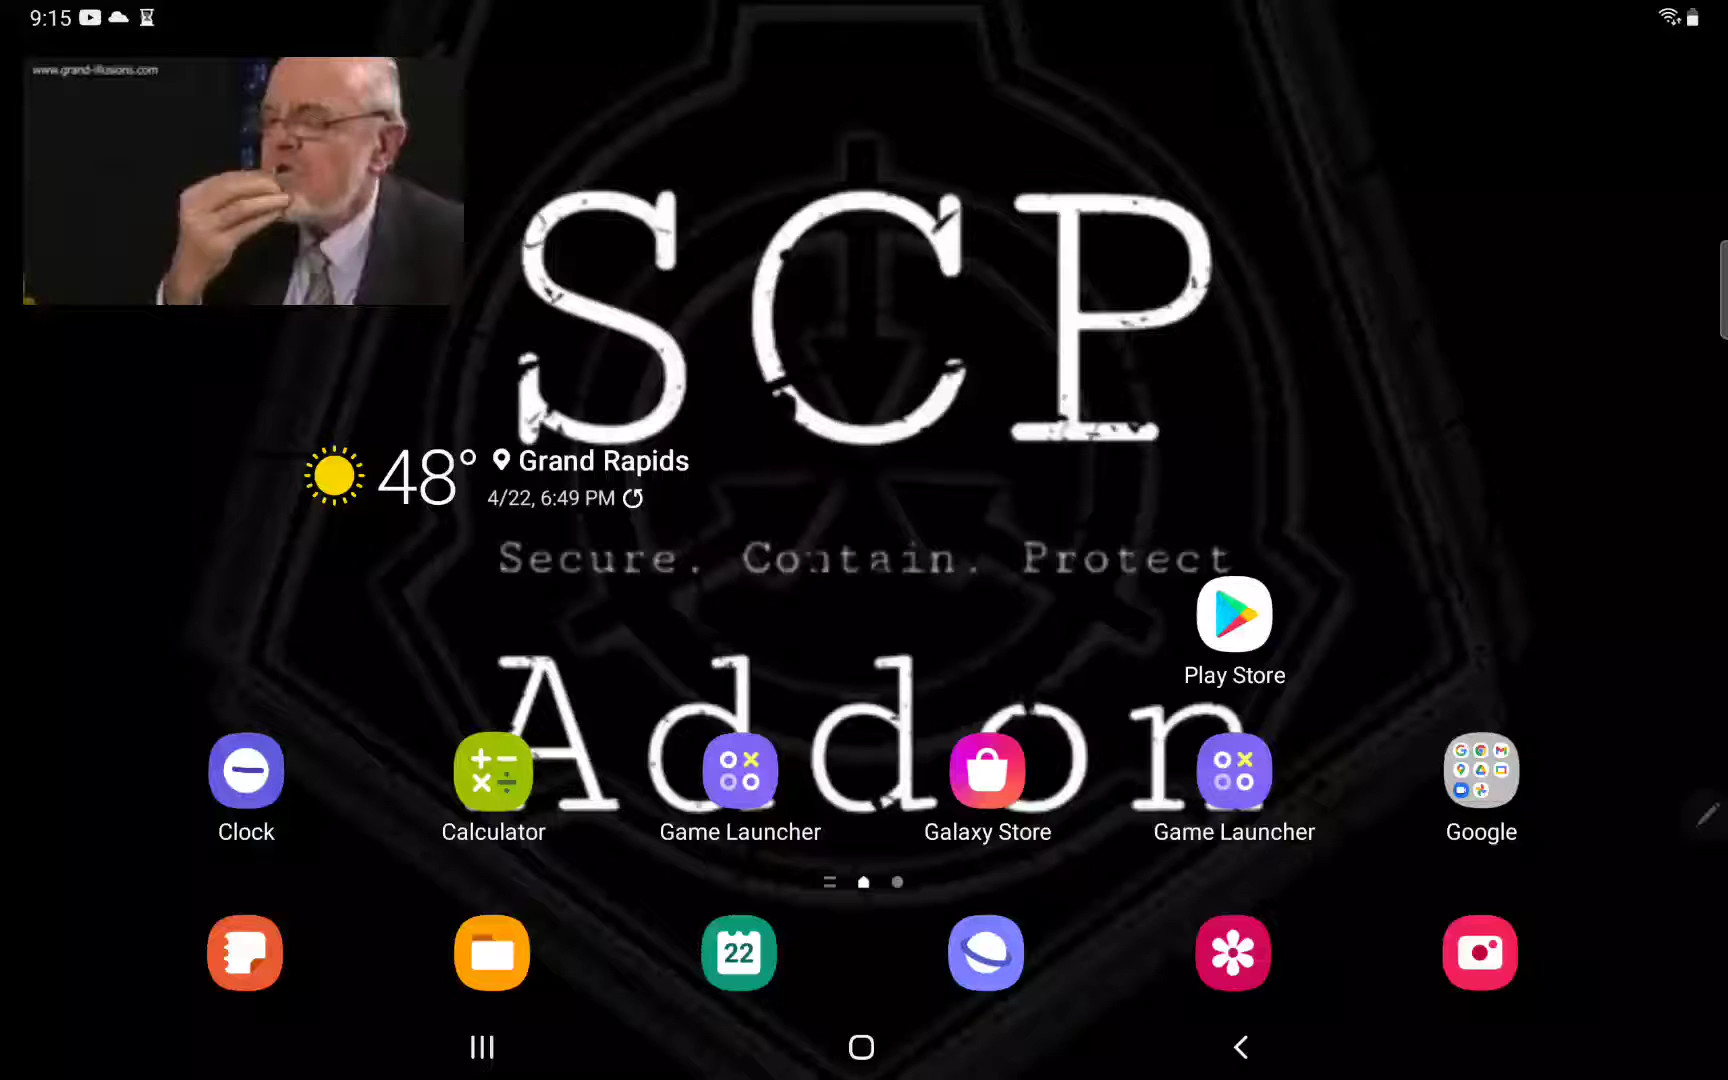 9:15
www.grand-illusions.com
SCP
48° Grand Rapids
4/22, 6:49 PM
Secure. Contain. Protect
Play Store
Addon
Clock
Calculator
Game Launcher
Galaxy Store
Game Launcher
Google
22